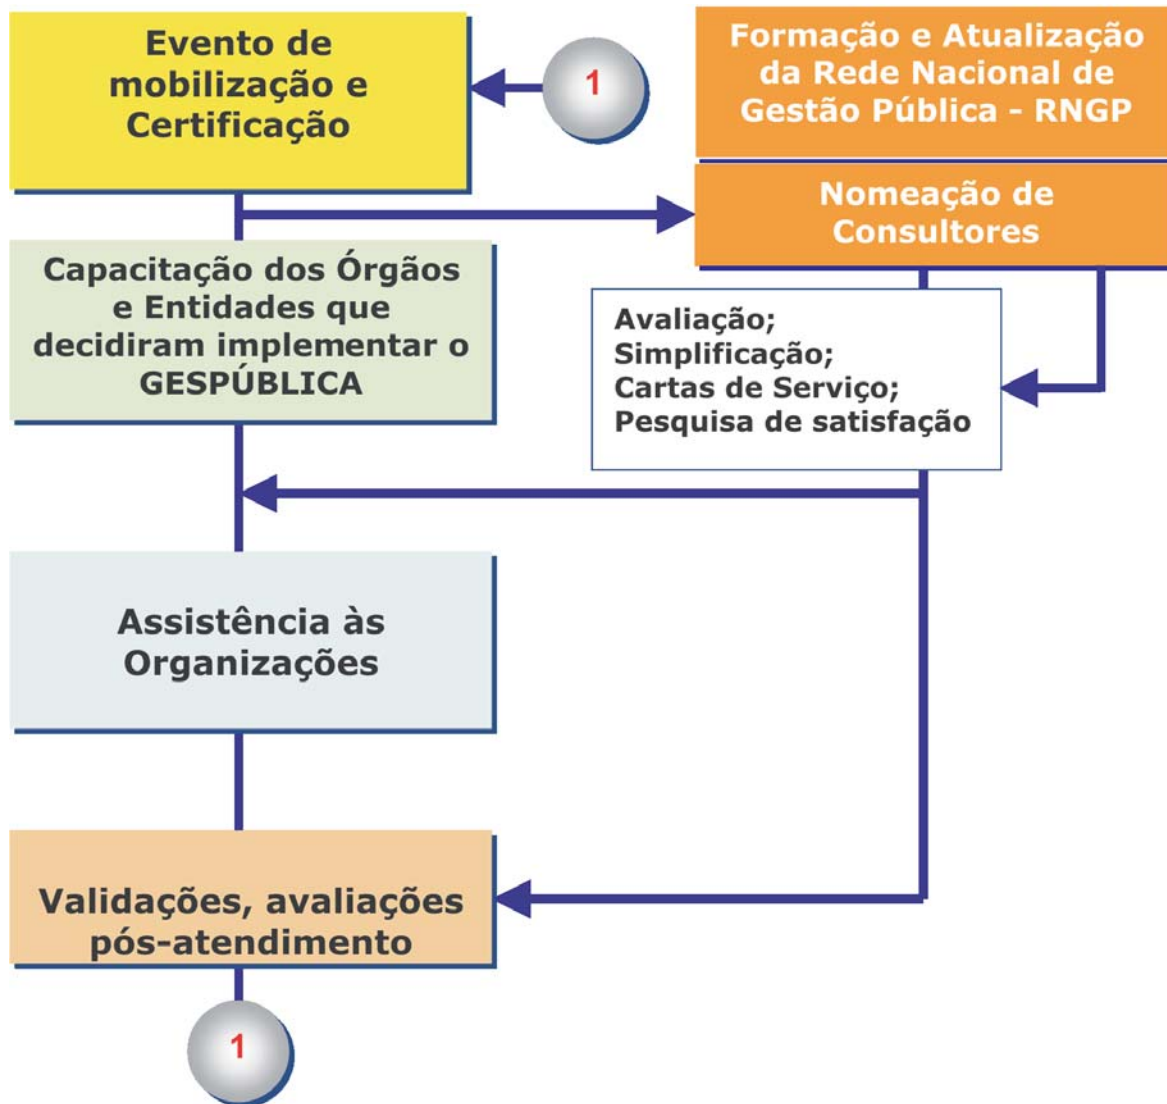 Evento de
mobilização e
Certificação
1
Formação e Atualização
da Rede Nacional de
Gestão Pública - RNGP
Nomeação de
Consultores
Capacitação dos Órgãos
e Entidades que
decidiram implementar o
GESPÚBLICA
Avaliação;
Simplificação;
Cartas de Serviço;
Pesquisa de satisfação
Assistência às
Organizações
Validações, avaliações
pós-atendimento
1